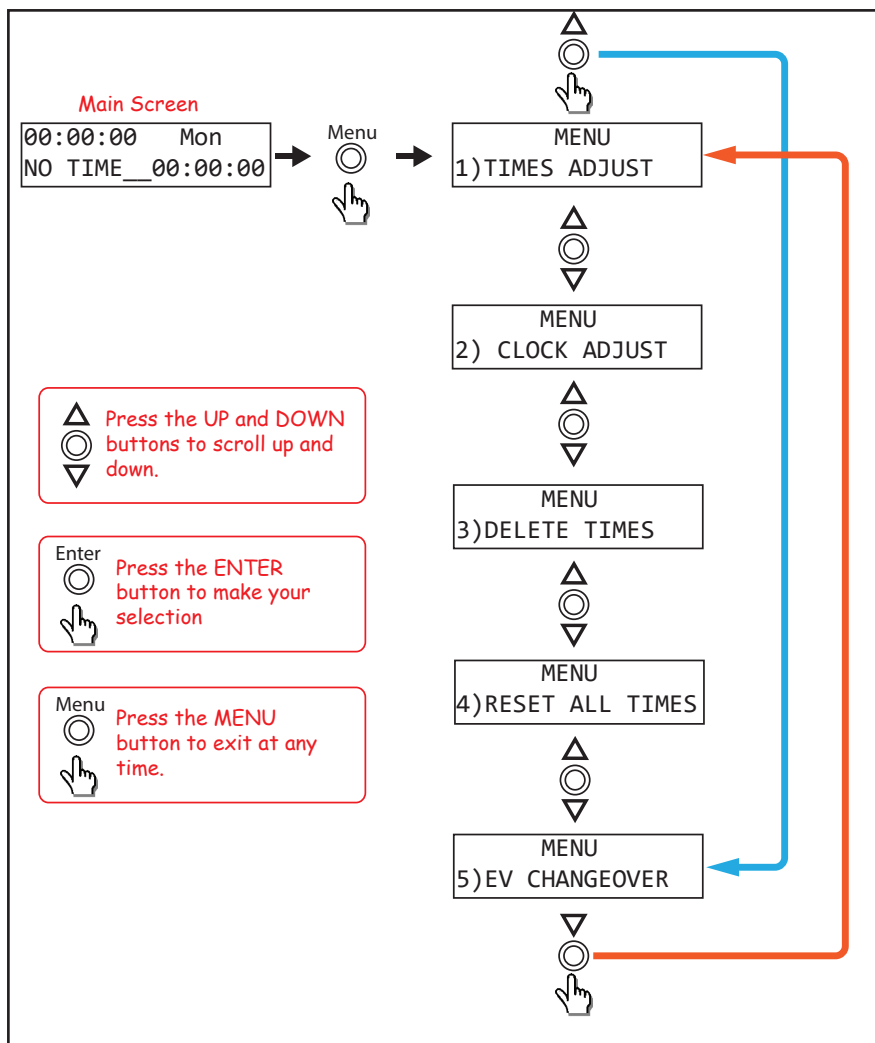 Main Screen
00:00:00 Mon
NO TIME__00:00:00
Menu
MENU
1)TIMES ADJUST
MENU
2) CLOCK ADJUST
Press the UP and DOWN
buttons to scroll up and
down.
MENU
3)DELETE TIMES
Enter
Press the ENTER
button to make your
selection
MENU
4)RESET ALL TIMES
Menu
Press the MENU
button to exit at any
time.
MENU
5)EV CHANGEOVER